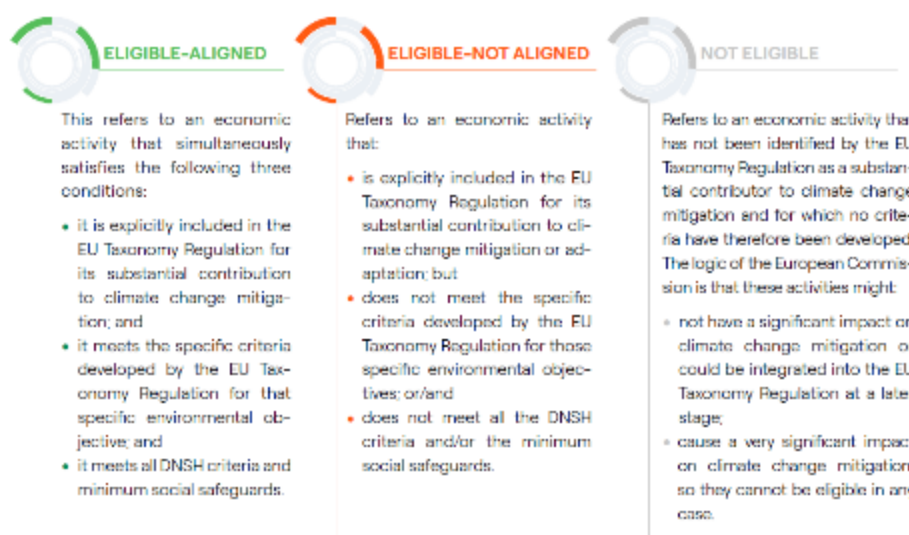 ELIGIBLE-ALIGNED
This refers to an economic
activity that simultaneously
satisfies the following three
conditions:
• it is explicitly included in the
EU Taxonomy Regulation for
its substantial contribution
to climate change mitiga-
tion; and
• it meets the specific criteria
developed by the EU Tax-
onomy Regulation for that
specific environmental ob-
jective; and
• it meets all DNSH criteria and
minimum social safeguards.
ELIGIBLE-NOT ALIGNED
Refers to an economic activity
that:
• is explicitly included in the EU
Taxonomy Regulation for its
substantial contribution to cli-
mate change mitigation or ad-
aptation; but
• does not meet the specific
criteria developed by the EU
Taxonomy Regulation for those
specific environmental objec-
tives; or/and
• does not meet all the DNSH
criteria and/or the minimum
social safeguards.
NOT ELIGIBLE
Refers to an economic activity tha
has not been identified by the EU
Taxonomy Regulation as a substan-
tial contributor to climate change
mitigation and for which no crite-
ria have therefore been developed
The logic of the European Commis-
sion is that these activities might:
• not have a significant impact on
climate change mitigation o
could be integrated into the EU
Taxonomy Regulation at a late
stage;
• cause a very significant impac
on climate change mitigation
so they cannot be eligible in an
case.